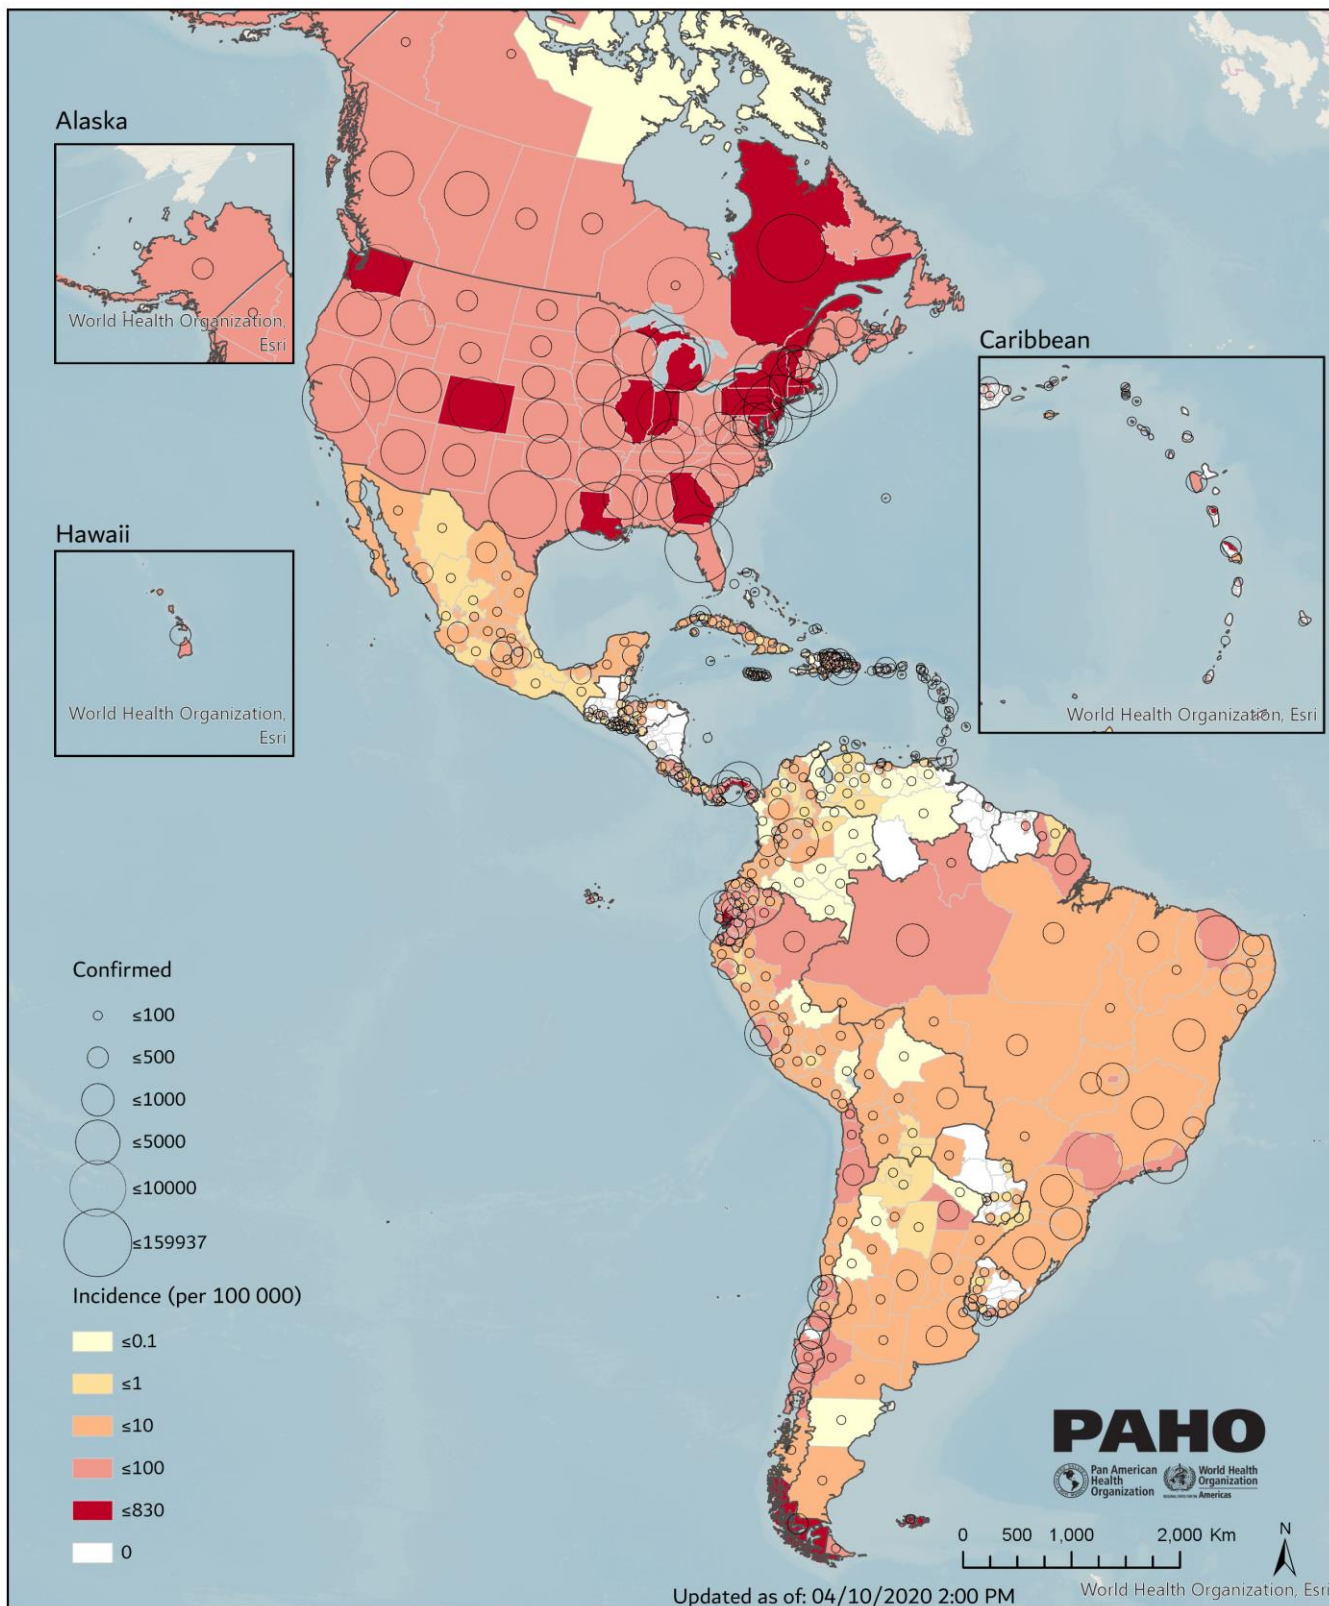 Alaska
World Health Organization,
Esri
Caribbean
World Health Organization, Esri
Hawaii
World Health Organization,
Esri
Confirmed
≤100
≤500
≤1000
≤5000
≤10000
≤159937
Incidence (per 100 000)
≤0.1
≤1
≤10
≤100
≤830
0
PAHO
Pan American
Health
Organization
World Health
Organization
Americas
0 500 1,000 2,000 Km
N
Updated as of: 04/10/2020 2:00 PM
World Health Organization, Esri